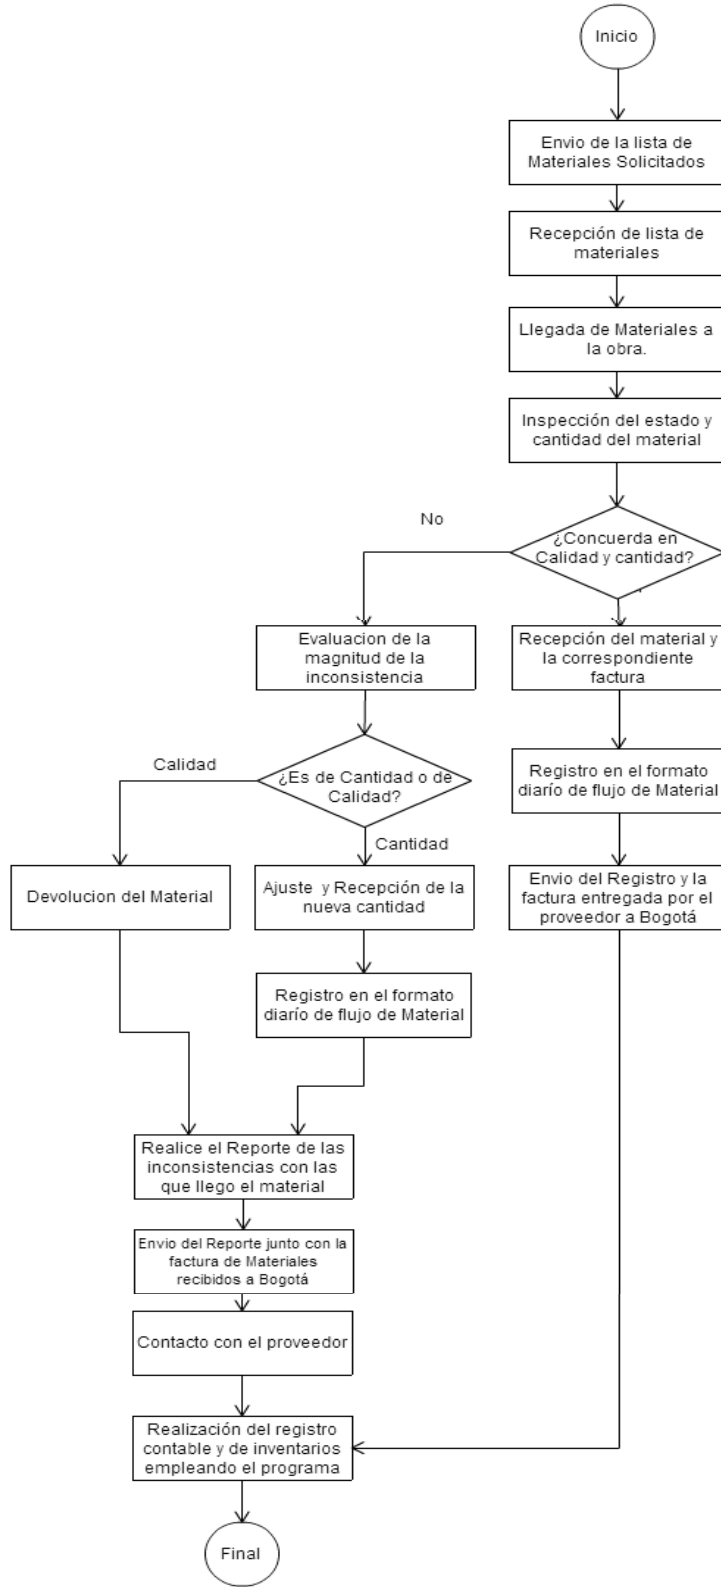 Inicio
Envio de la lista de
Materiales Solicitados
Recepción de lista de
materiales
Llegada de Materiales a
la obra.
Inspección del estado y
cantidad del material
¿Concuerda en
Calidad y cantidad?
No
Evaluacion de la
magnitud de la
inconsistencia
Recepción del material y
la correspondiente
factura
¿Es de Cantidad o de
Calidad?
Calidad
Cantidad
Registro en el formato
diarío de flujo de Material
Devolucion del Material
Ajuste y Recepción de la
nueva cantidad
Envio del Registro y la
factura entregada por el
proveedor a Bogotá
Registro en el formato
diarío de flujo de Material
Realice el Reporte de las
inconsistencias con las
que llego el material
Envio del Reporte junto con la
factura de Materiales
recibidos a Bogotá
Contacto con el proveedor
Realización del registro
contable y de inventarios
empleando el programa
Final